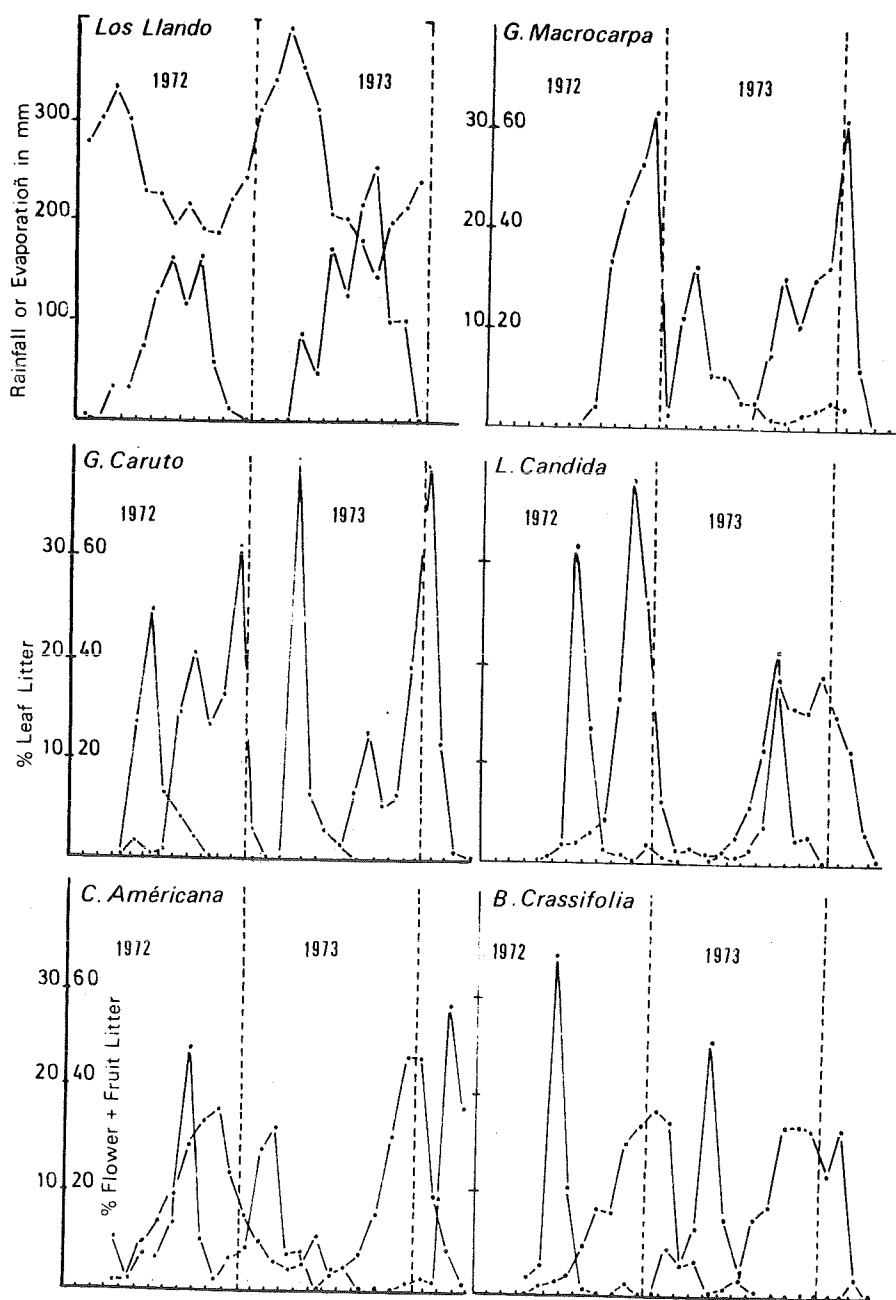 Los Llando
1972
1973
300
200
100
Rainfall or Evaporation in mm
G. Macrocarpa
1972
1973
30 60
20 40
10 20
G. Caruto
1972
1973
30 60
20 40
10 20
% Leaf Litter
L. Candida
1972
1973
C. Américana
1972
1973
30 60
20 40
10 20
% Flower + Fruit Litter
B. Crassifolia
1972
1973